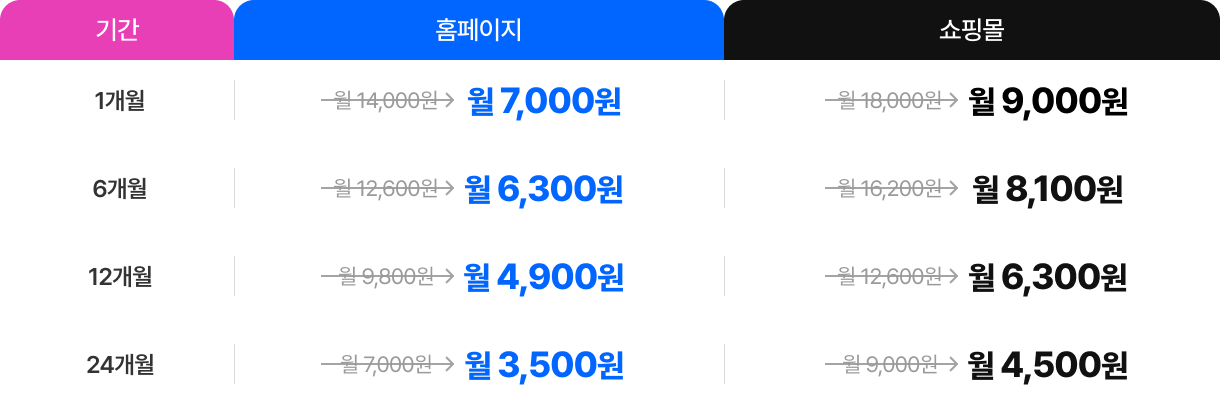 기간 홈페이지 쇼핑몰
1개월 월 14,000원 월 7,000원 월 18,000원 월 9,000원
6개월 월 12,600원 월 6,300원 월 16,200원 월 8,100원
12개월 월 9,800원 월 4,900원 월 12,600원 월 6,300원
24개월 월 7,000원 월 3,500원 월 9,000원 월 4,500원